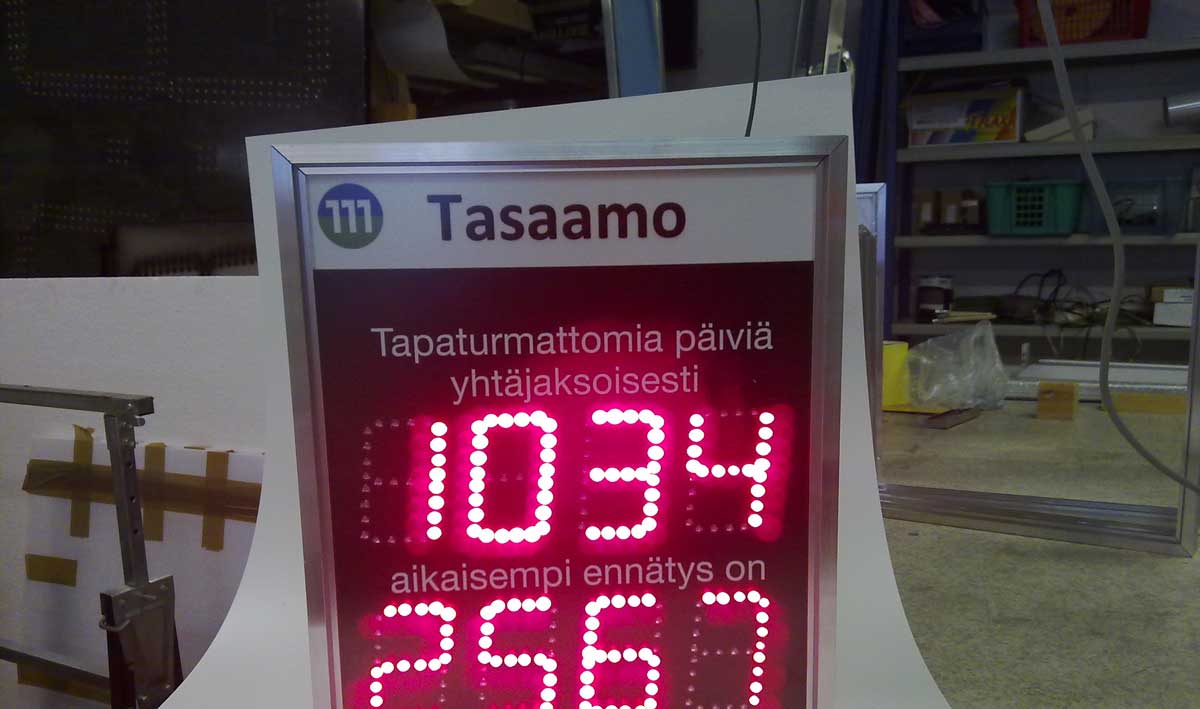 111 Tasaamo
Tapaturmattomia päiviä
yhtäjaksoisesti
1034
aikaisempi ennätys on
2567